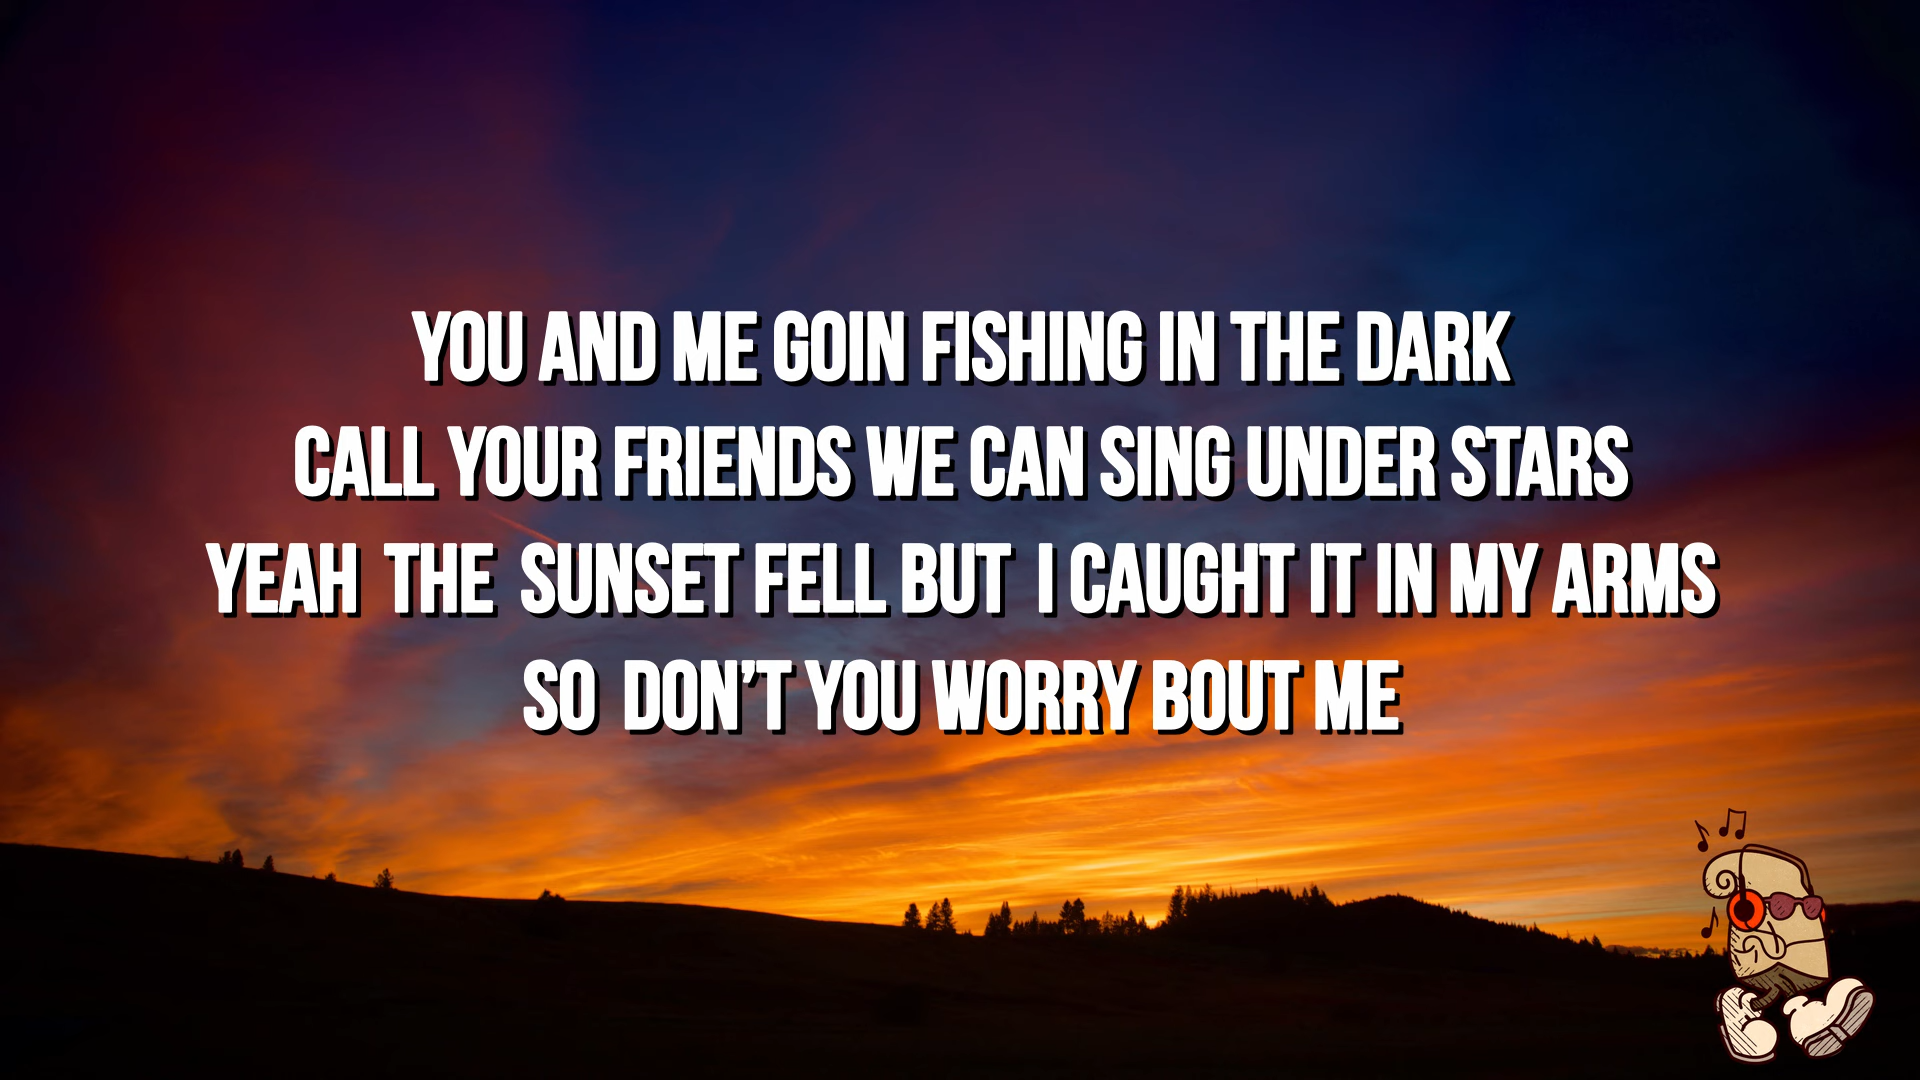 YOU AND ME GOIN FISHING IN THE DARK
CALL YOUR FRIENDS WE CAN SING UNDER STARS
YEAH THE SUNSET FELL BUT I CAUGHT IT IN MY ARMS
SO DON'T YOU WORRY BOUT ME